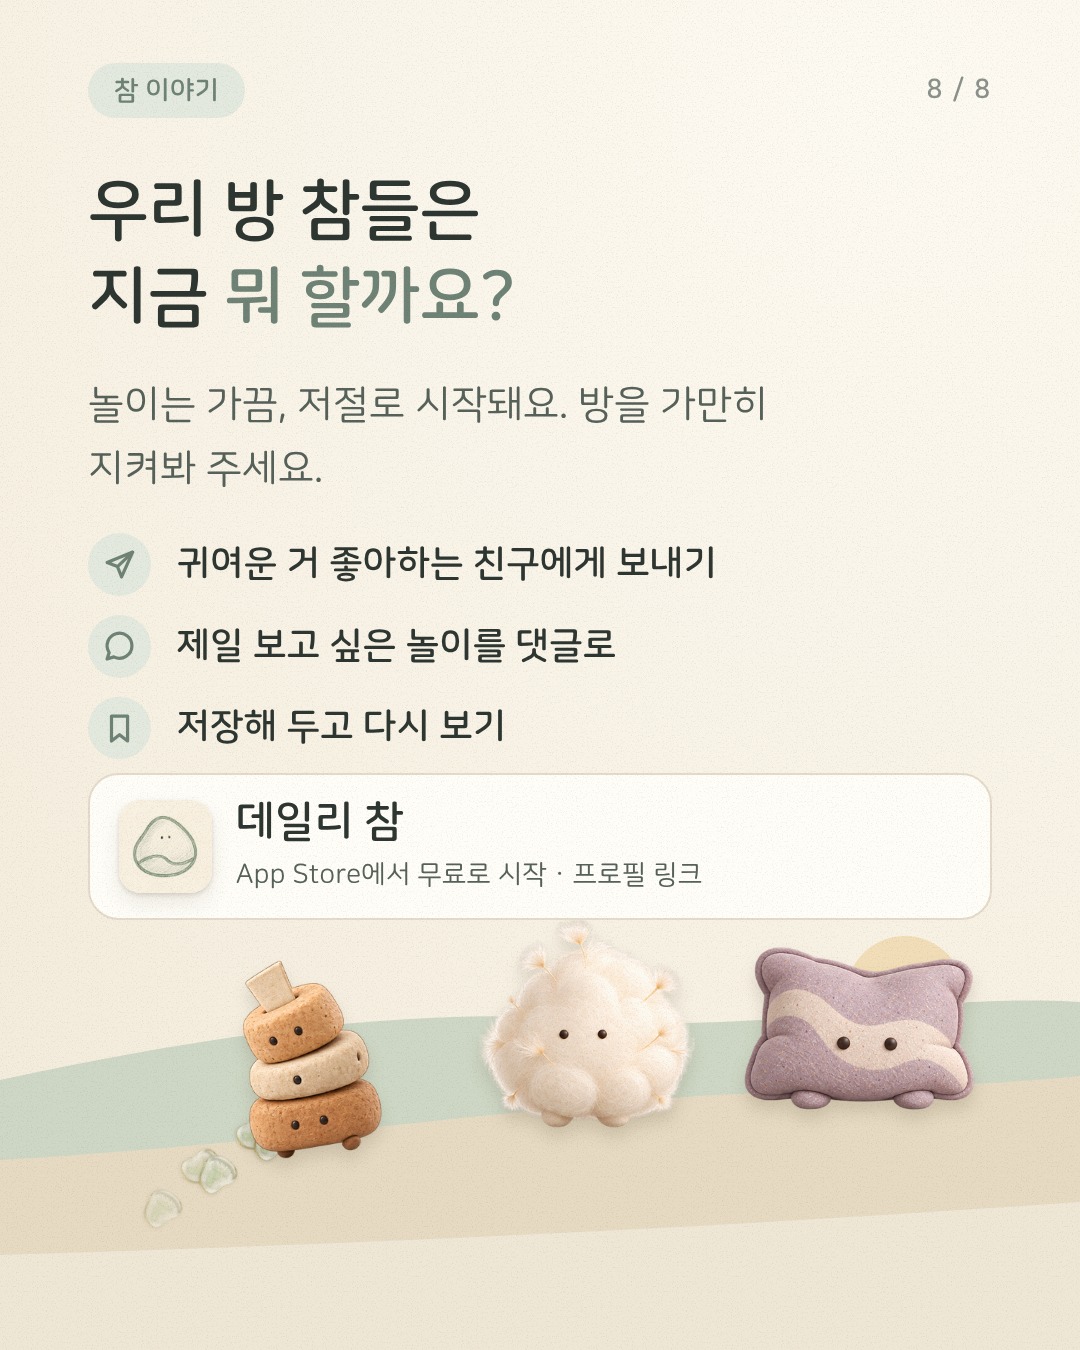 참 이야기
8 / 8
우리 방 참들은
지금 뭐 할까요?
놀이는 가끔, 저절로 시작돼요. 방을 가만히
지켜봐 주세요.
귀여운 거 좋아하는 친구에게 보내기
제일 보고 싶은 놀이를 댓글로
저장해 두고 다시 보기
데일리 참
App Store에서 무료로 시작 · 프로필 링크